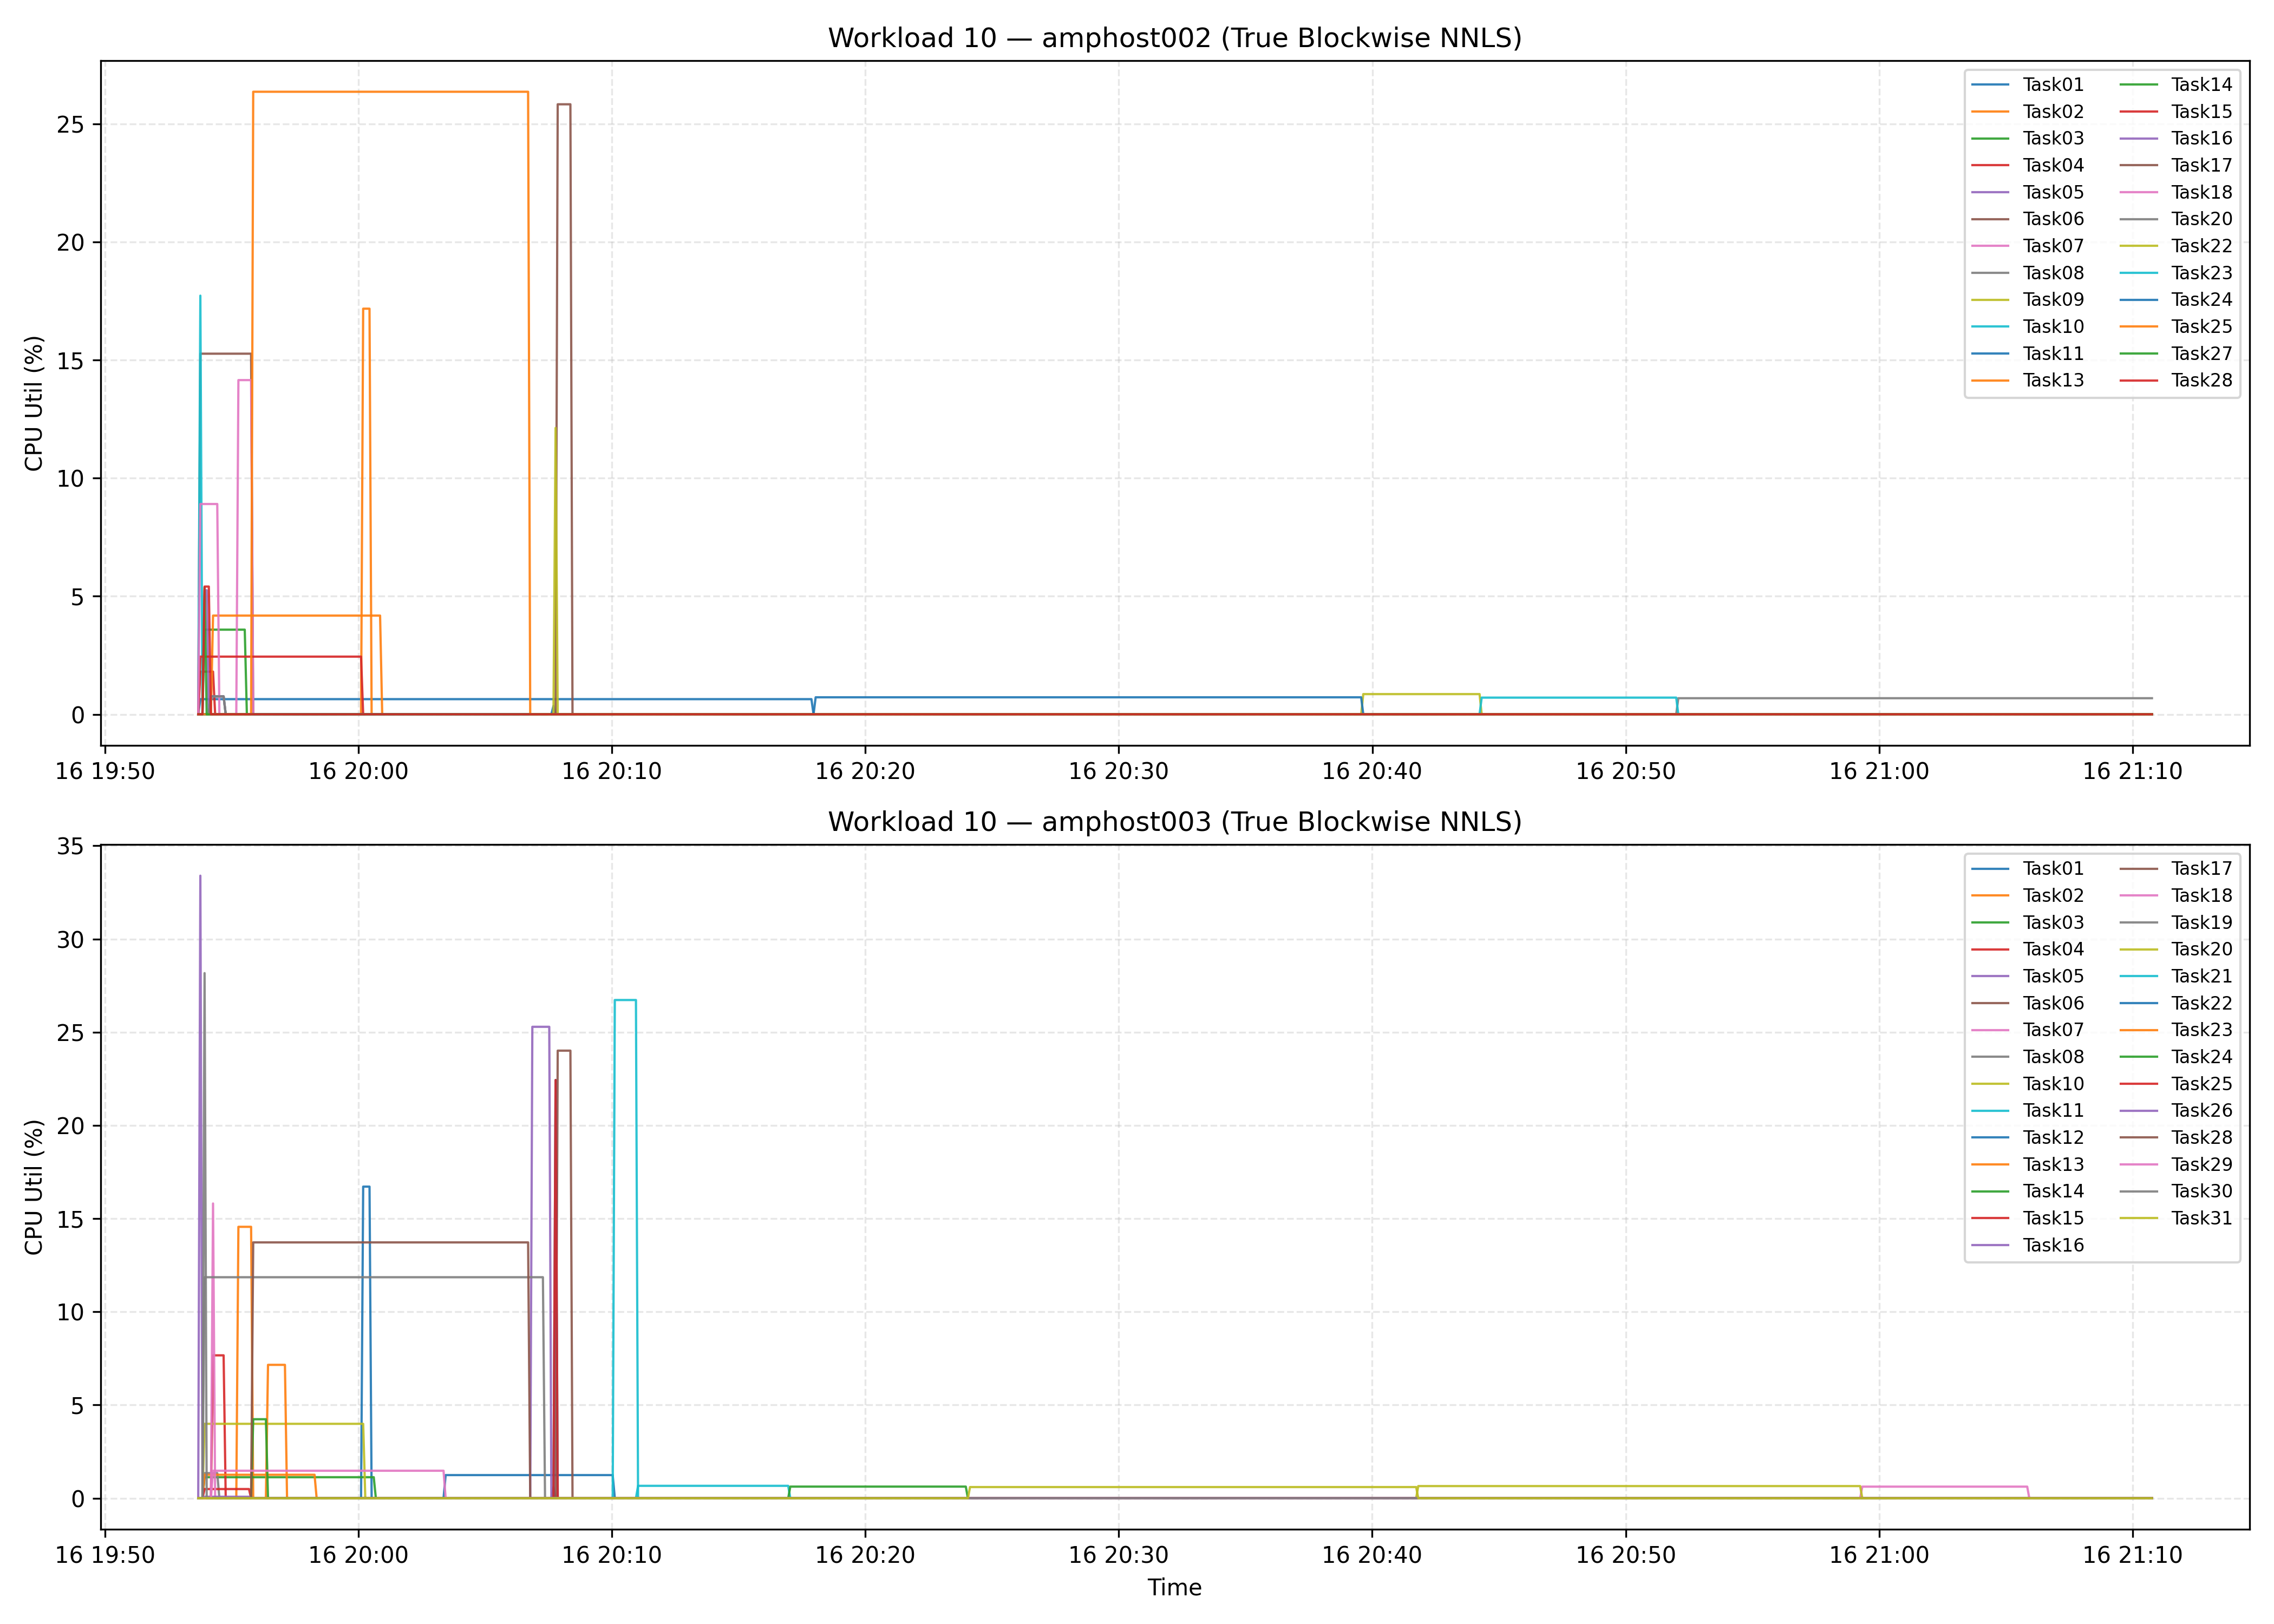 Workload 10 — amphost002 (True Blockwise NNLS)
CPU Util (%)
25
20
15
10
5
0
Task01 Task14
Task02 Task15
Task03 Task16
Task04 Task17
Task05 Task18
Task06 Task20
Task07 Task22
Task08 Task23
Task09 Task24
Task10 Task25
Task11 Task27
Task13 Task28
16 19:50 16 20:00 16 20:10 16 20:20 16 20:30 16 20:40 16 20:50 16 21:00 16 21:10
Workload 10 — amphost003 (True Blockwise NNLS)
CPU Util (%)
35
30
25
20
15
10
5
0
Task01 Task17
Task02 Task18
Task03 Task19
Task04 Task20
Task05 Task21
Task06 Task22
Task07 Task23
Task08 Task24
Task10 Task25
Task11 Task26
Task12 Task28
Task13 Task29
Task14 Task30
Task15 Task31
Task16
16 19:50 16 20:00 16 20:10 16 20:20 16 20:30 16 20:40 16 20:50 16 21:00 16 21:10
Time